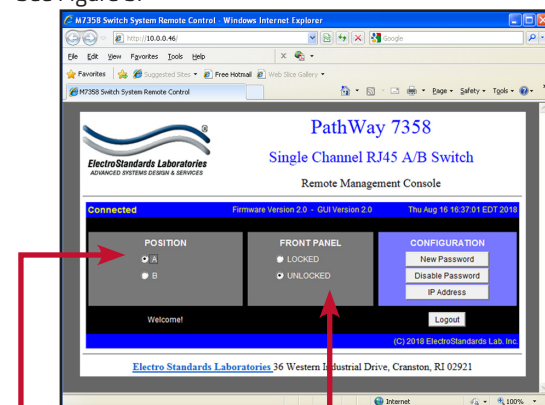 M7358 Switch System Remote Control - Windows Internet Explorer
http://10.0.0.46/
Google
File Edit View Favorites Tools Help
Favorites Suggested Sites Free Hotmail Web Slice Gallery
M7358 Switch System Remote Control
Page Safety Tools
ElectroStandards Laboratories
ADVANCED SYSTEMS DESIGN & SERVICES
PathWay 7358
Single Channel RJ45 A/B Switch
Remote Management Console
Connected Firmware Version 2.0 - GUI Version 2.0 Thu Aug 16 16:37:01 EDT 2018
POSITION
A
B
FRONT PANEL
LOCKED
UNLOCKED
CONFIGURATION
New Password
Disable Password
IP Address
Welcome!
Logout
(C) 2018 ElectroStandards Lab. Inc.
Electro Standards Laboratories 36 Western Industrial Drive, Cranston, RI 02921
Internet 100%